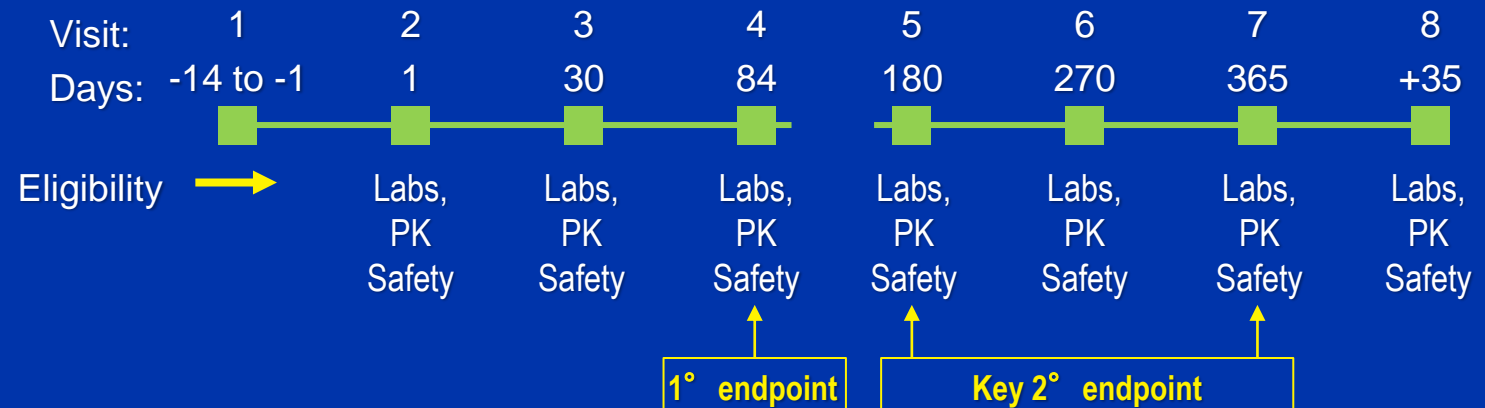 Visit: 1 2 3 4 5 6 7 8
Days: -14 to -1 1 30 84 180 270 365 +35
Eligibility Labs, Labs, Labs, Labs, Labs, Labs, Labs,
PK PK PK PK PK PK PK
Safety Safety Safety Safety Safety Safety Safety
1° endpoint Key 2° endpoint